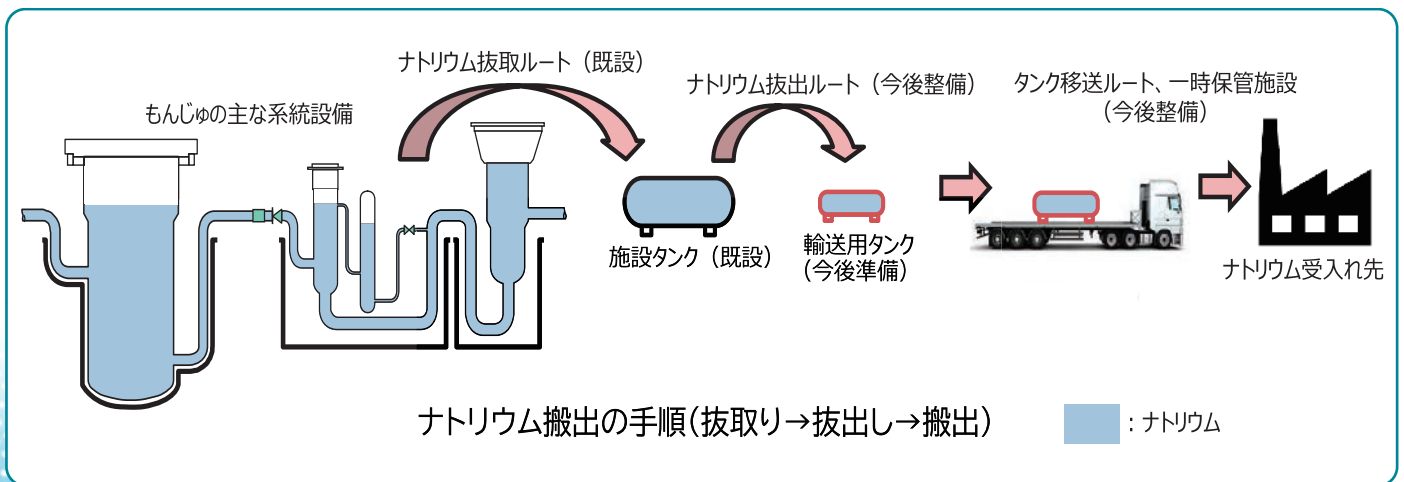 ナトリウム抜取ルート（既設）
ナトリウム抜出ルート（今後整備）
タンク移送ルート、一時保管施設
（今後整備）
もんじゅの主な系統設備
施設タンク（既設）
輸送用タンク
（今後準備）
ナトリウム受入れ先
ナトリウム搬出の手順(抜取り→抜出し→搬出)
：ナトリウム